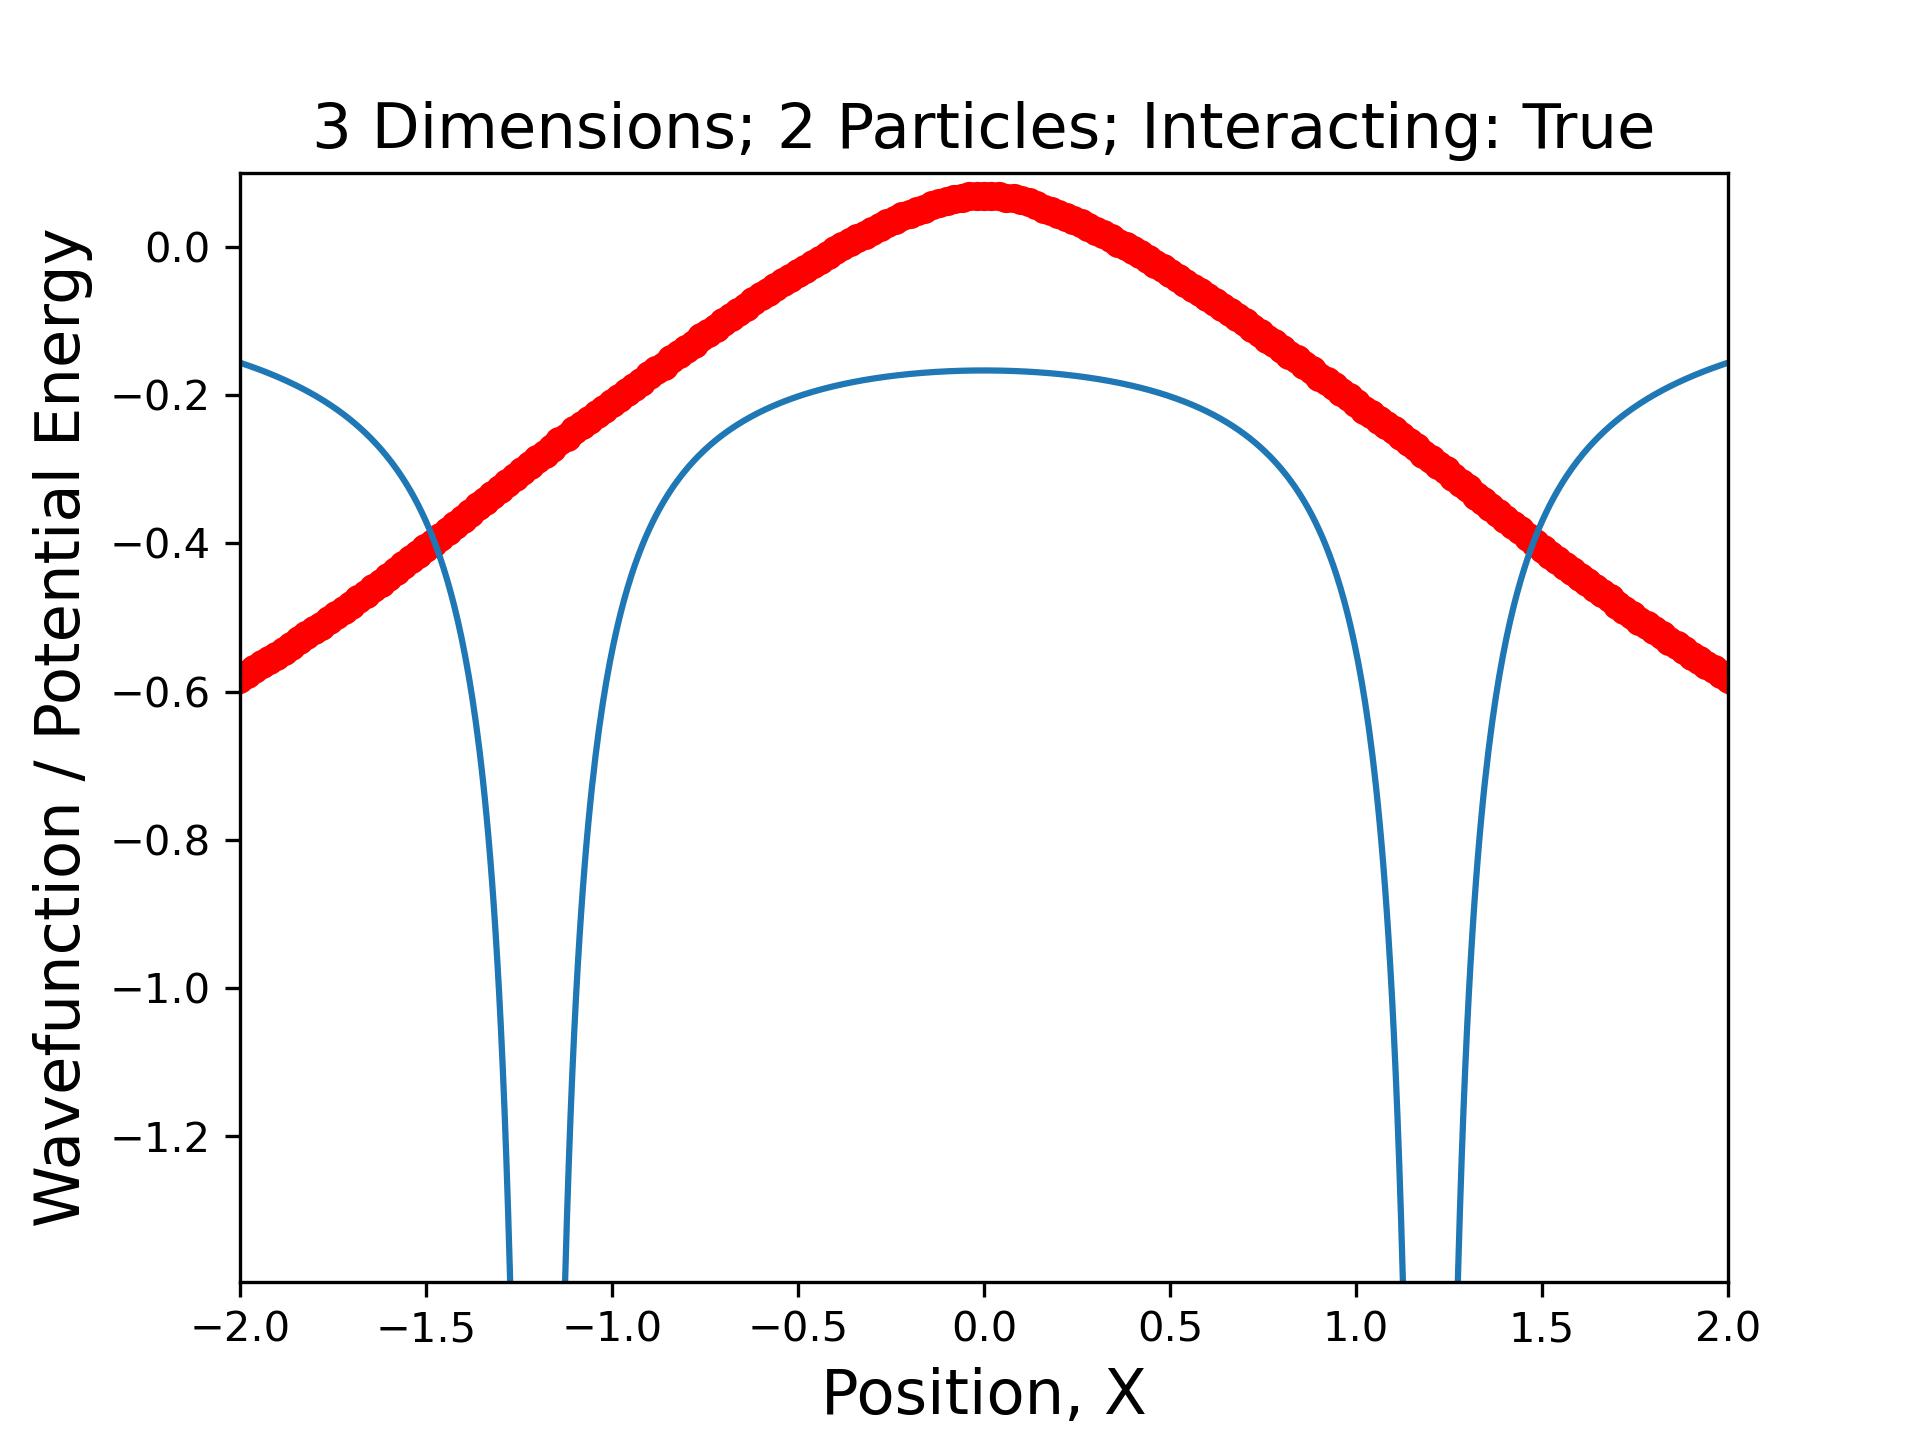 3 Dimensions; 2 Particles; Interacting: True
Wavefunction / Potential Energy
0.0
−0.2
−0.4
−0.6
−0.8
−1.0
−1.2
−2.0 −1.5 −1.0 −0.5 0.0 0.5 1.0 1.5 2.0
Position, X